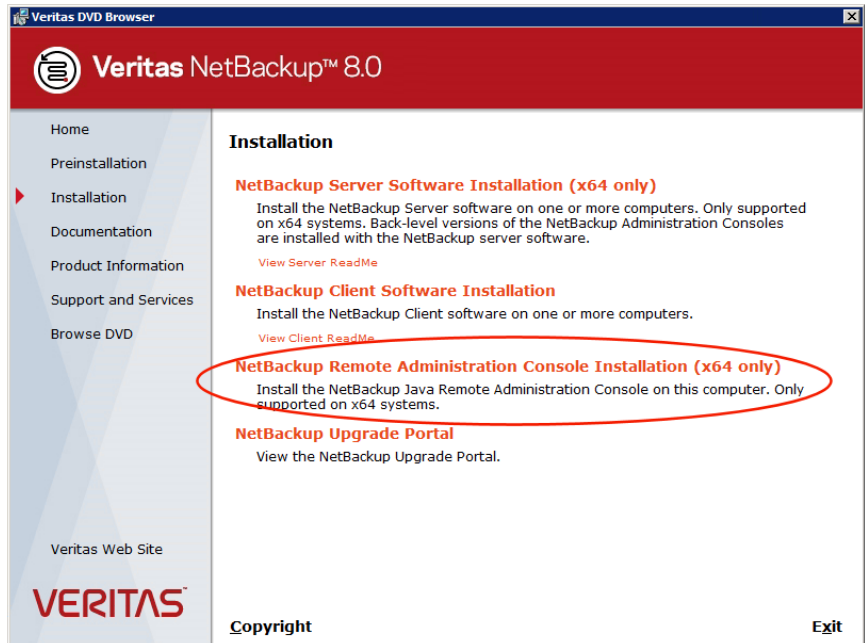 Veritas DVD Browser
Veritas NetBackup™ 8.0
Home
Preinstallation
Installation
Documentation
Product Information
Support and Services
Browse DVD
Veritas Web Site
VERITAS™
Installation
NetBackup Server Software Installation (x64 only)
Install the NetBackup Server software on one or more computers. Only supported
on x64 systems. Back-level versions of the NetBackup Administration Consoles
are installed with the NetBackup server software.
View Server ReadMe
NetBackup Client Software Installation
Install the NetBackup Client software on one or more computers.
View Client ReadMe
NetBackup Remote Administration Console Installation (x64 only)
Install the NetBackup Java Remote Administration Console on this computer. Only
supported on x64 systems.
NetBackup Upgrade Portal
View the NetBackup Upgrade Portal.
Copyright
Exit